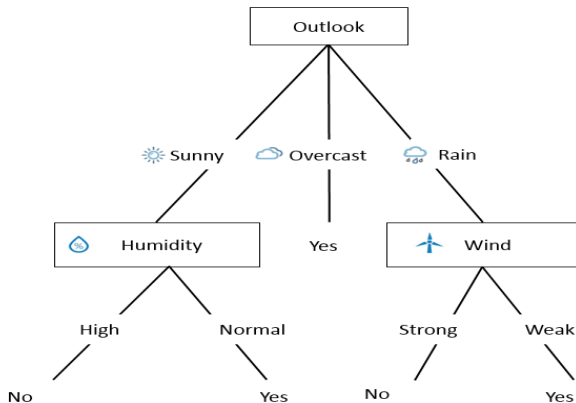 Outlook
Sunny Overcast Rain
% Humidity Yes Wind
High Normal Strong Weak
No Yes No Yes